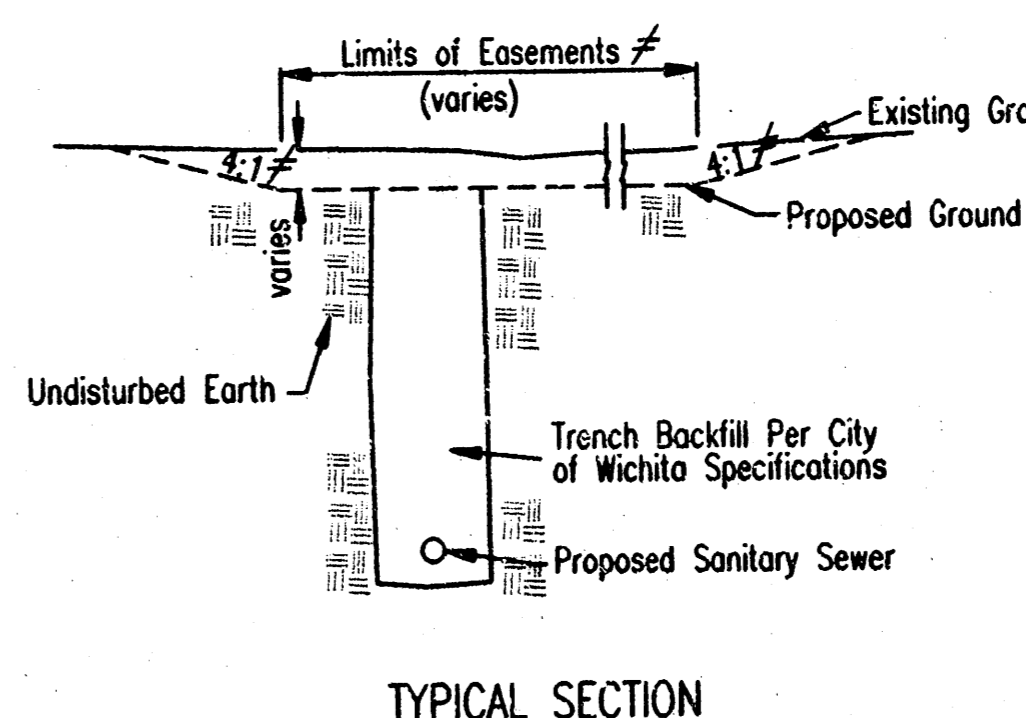 Limits of Easements ≠
(varies)
Existing Gro
4:1 ≠
4:1 ≠
Proposed Ground
varies
Undisturbed Earth
Trench Backfill Per City
of Wichita Specifications
Proposed Sanitary Sewer
TYPICAL SECTION